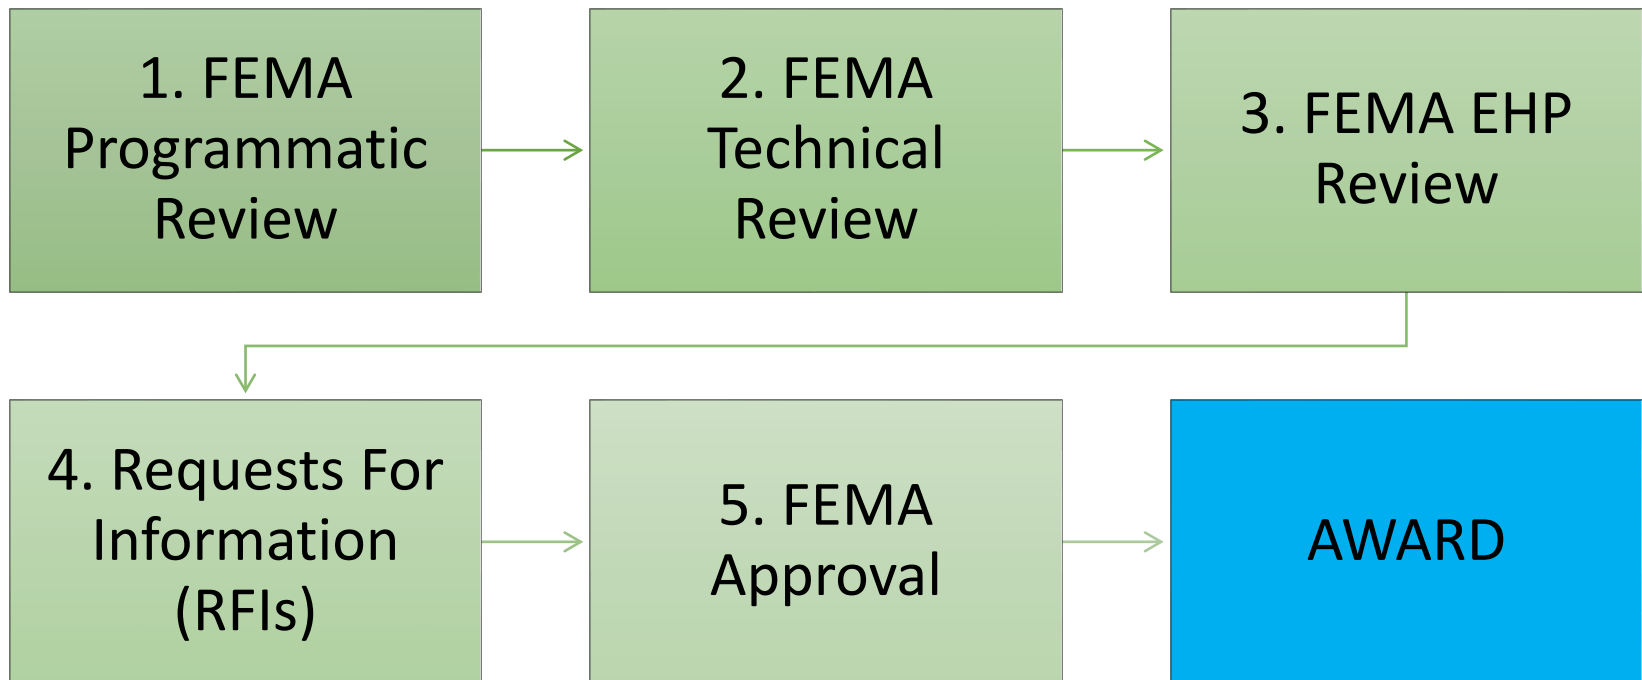 1. FEMA
Programmatic
Review
2. FEMA
Technical
Review
3. FEMA EHP
Review
4. Requests For
Information
(RFIs)
5. FEMA
Approval
AWARD